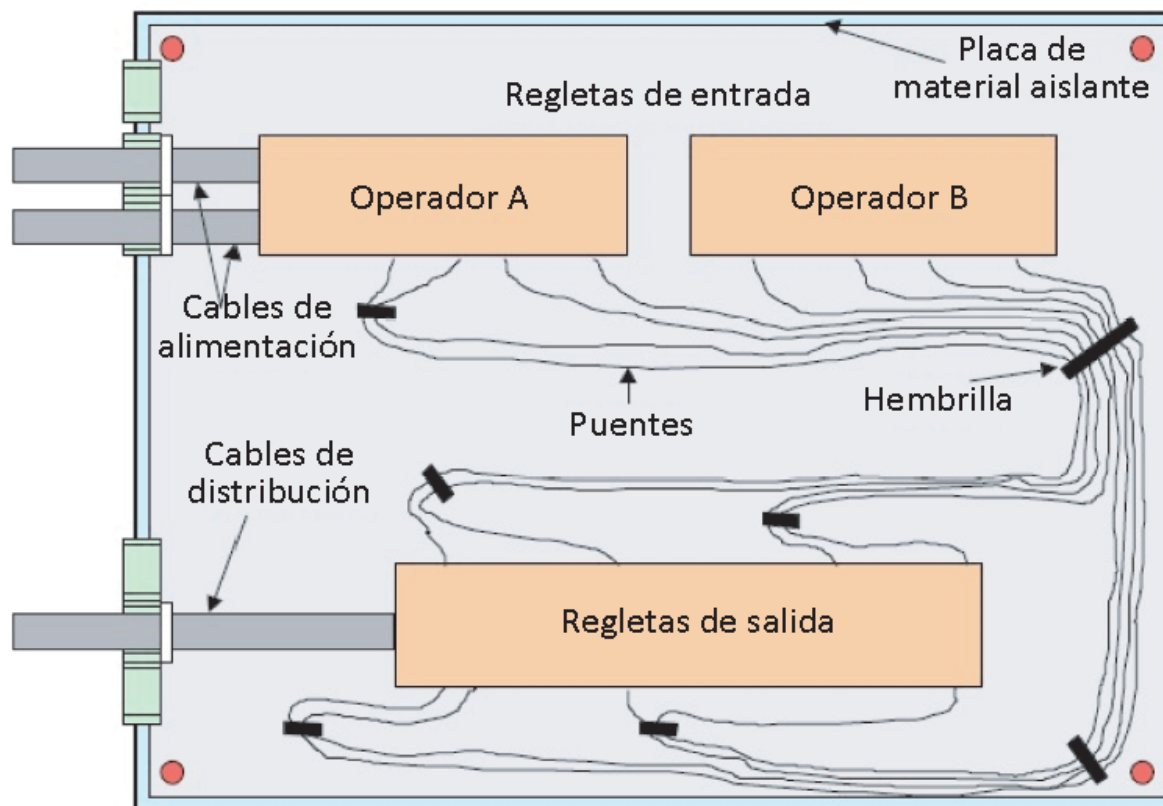 Placa de
material aislante
Regletas de entrada
Operador A
Operador B
Cables de
alimentación
Hembrilla
Puentes
Cables de
distribución
Regletas de salida